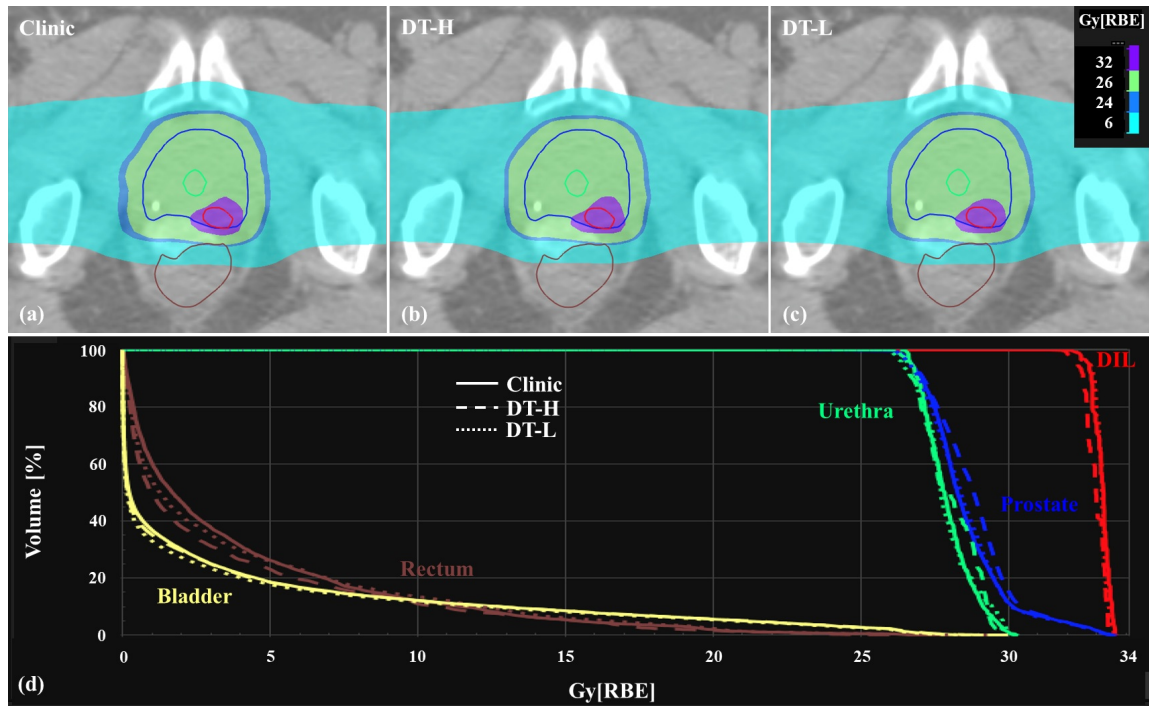 Clinic
DT-H
DT-L
Gy[RBE]
32
26
24
6
(a)
(b)
(c)
100
80
60
40
20
0
Volume [%]
Clinic
DT-H
DT-L
DIL
Urethra
Prostate
Rectum
Bladder
0
5
10
15
20
25
30
34
(d)
Gy[RBE]